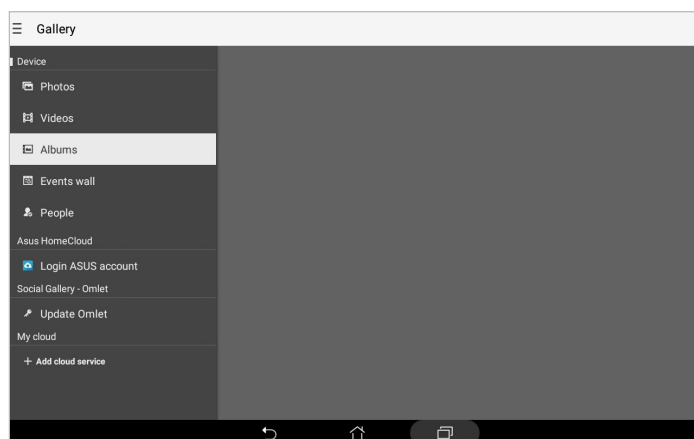 Gallery
Device
Photos
Videos
Albums
Events wall
People
Asus HomeCloud
Login ASUS account
Social Gallery - Omlet
Update Omlet
My cloud
+ Add cloud service